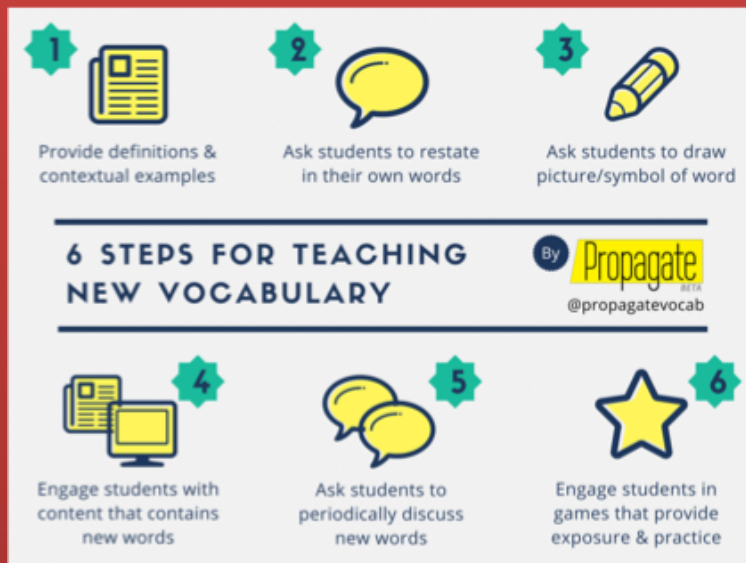 1
Provide definitions &
contextual examples
2
Ask students to restate
in their own words
3
Ask students to draw
picture/symbol of word
6 STEPS FOR TEACHING
NEW VOCABULARY
By Propagate
BETA
@propagatevocab
4
Engage students with
content that contains
new words
5
Ask students to
periodically discuss
new words
6
Engage students in
games that provide
exposure & practice